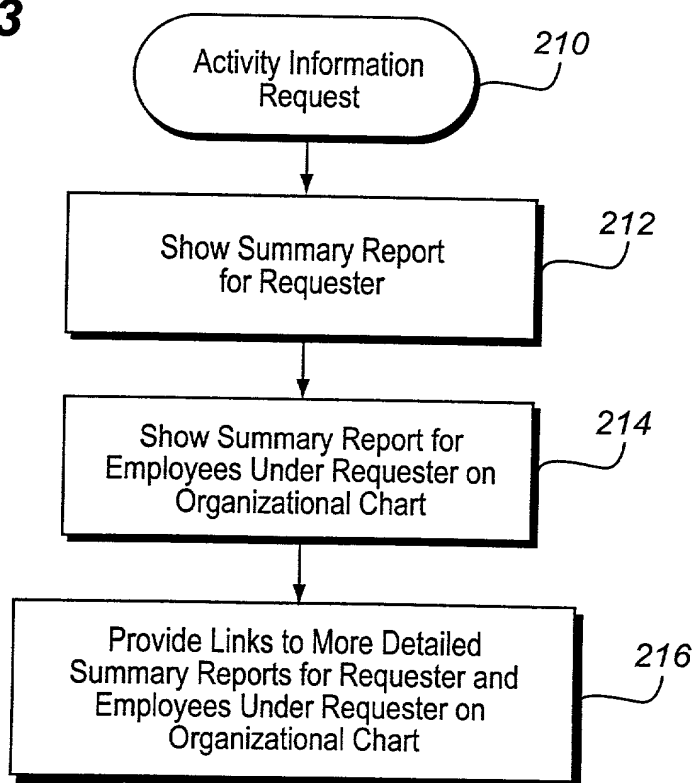 3
210
Activity Information
Request
212
Show Summary Report
for Requester
214
Show Summary Report for
Employees Under Requester on
Organizational Chart
216
Provide Links to More Detailed
Summary Reports for Requester and
Employees Under Requester on
Organizational Chart